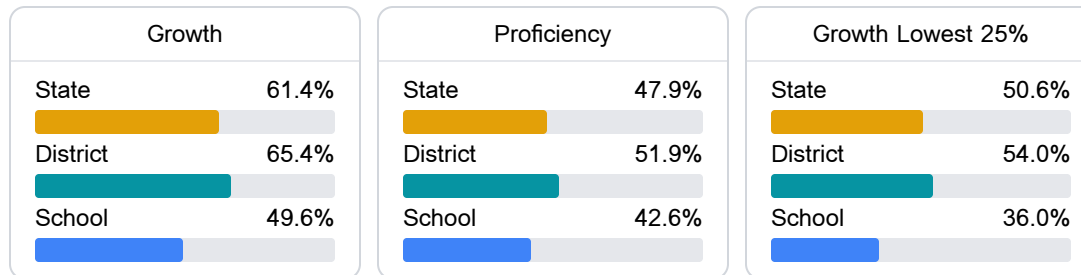 Growth
State 61.4%
District 65.4%
School 49.6%
Proficiency
State 47.9%
District 51.9%
School 42.6%
Growth Lowest 25%
State 50.6%
District 54.0%
School 36.0%